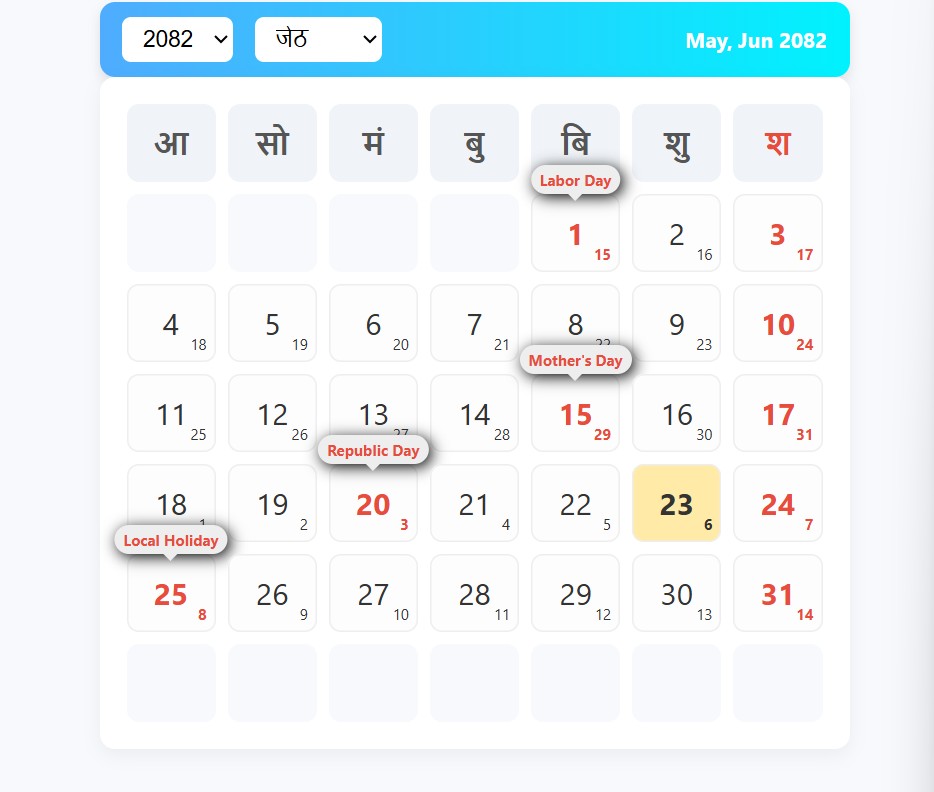 2082 जेठ May, Jun 2082
आ सो मं बु बि शु श
Labor Day
1 15 2 16 3 17
4 18 5 19 6 20 7 21 8 22 9 23 10 24
Mother's Day
11 25 12 26 13 27 14 28 15 29 16 30 17 31
Republic Day
18 1 19 2 20 3 21 4 22 5 23 6 24 7
Local Holiday
25 8 26 9 27 10 28 11 29 12 30 13 31 14